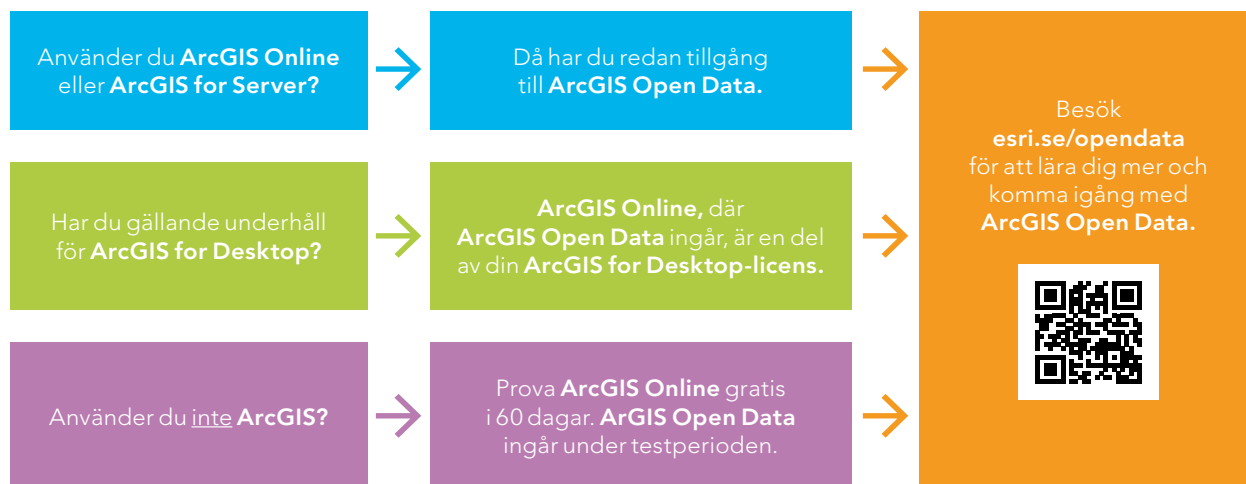 Använder du ArcGIS Online
eller ArcGIS for Server?
Då har du redan tillgång
till ArcGIS Open Data.
Har du gällande underhåll
för ArcGIS for Desktop?
ArcGIS Online, där
ArcGIS Open Data ingår, är en del
av din ArcGIS for Desktop-licens.
Använder du inte ArcGIS?
Prova ArcGIS Online gratis
i 60 dagar. ArGIS Open Data
ingår under testperioden.
Besök
esri.se/opendata
för att lära dig mer och
komma igång med
ArcGIS Open Data.